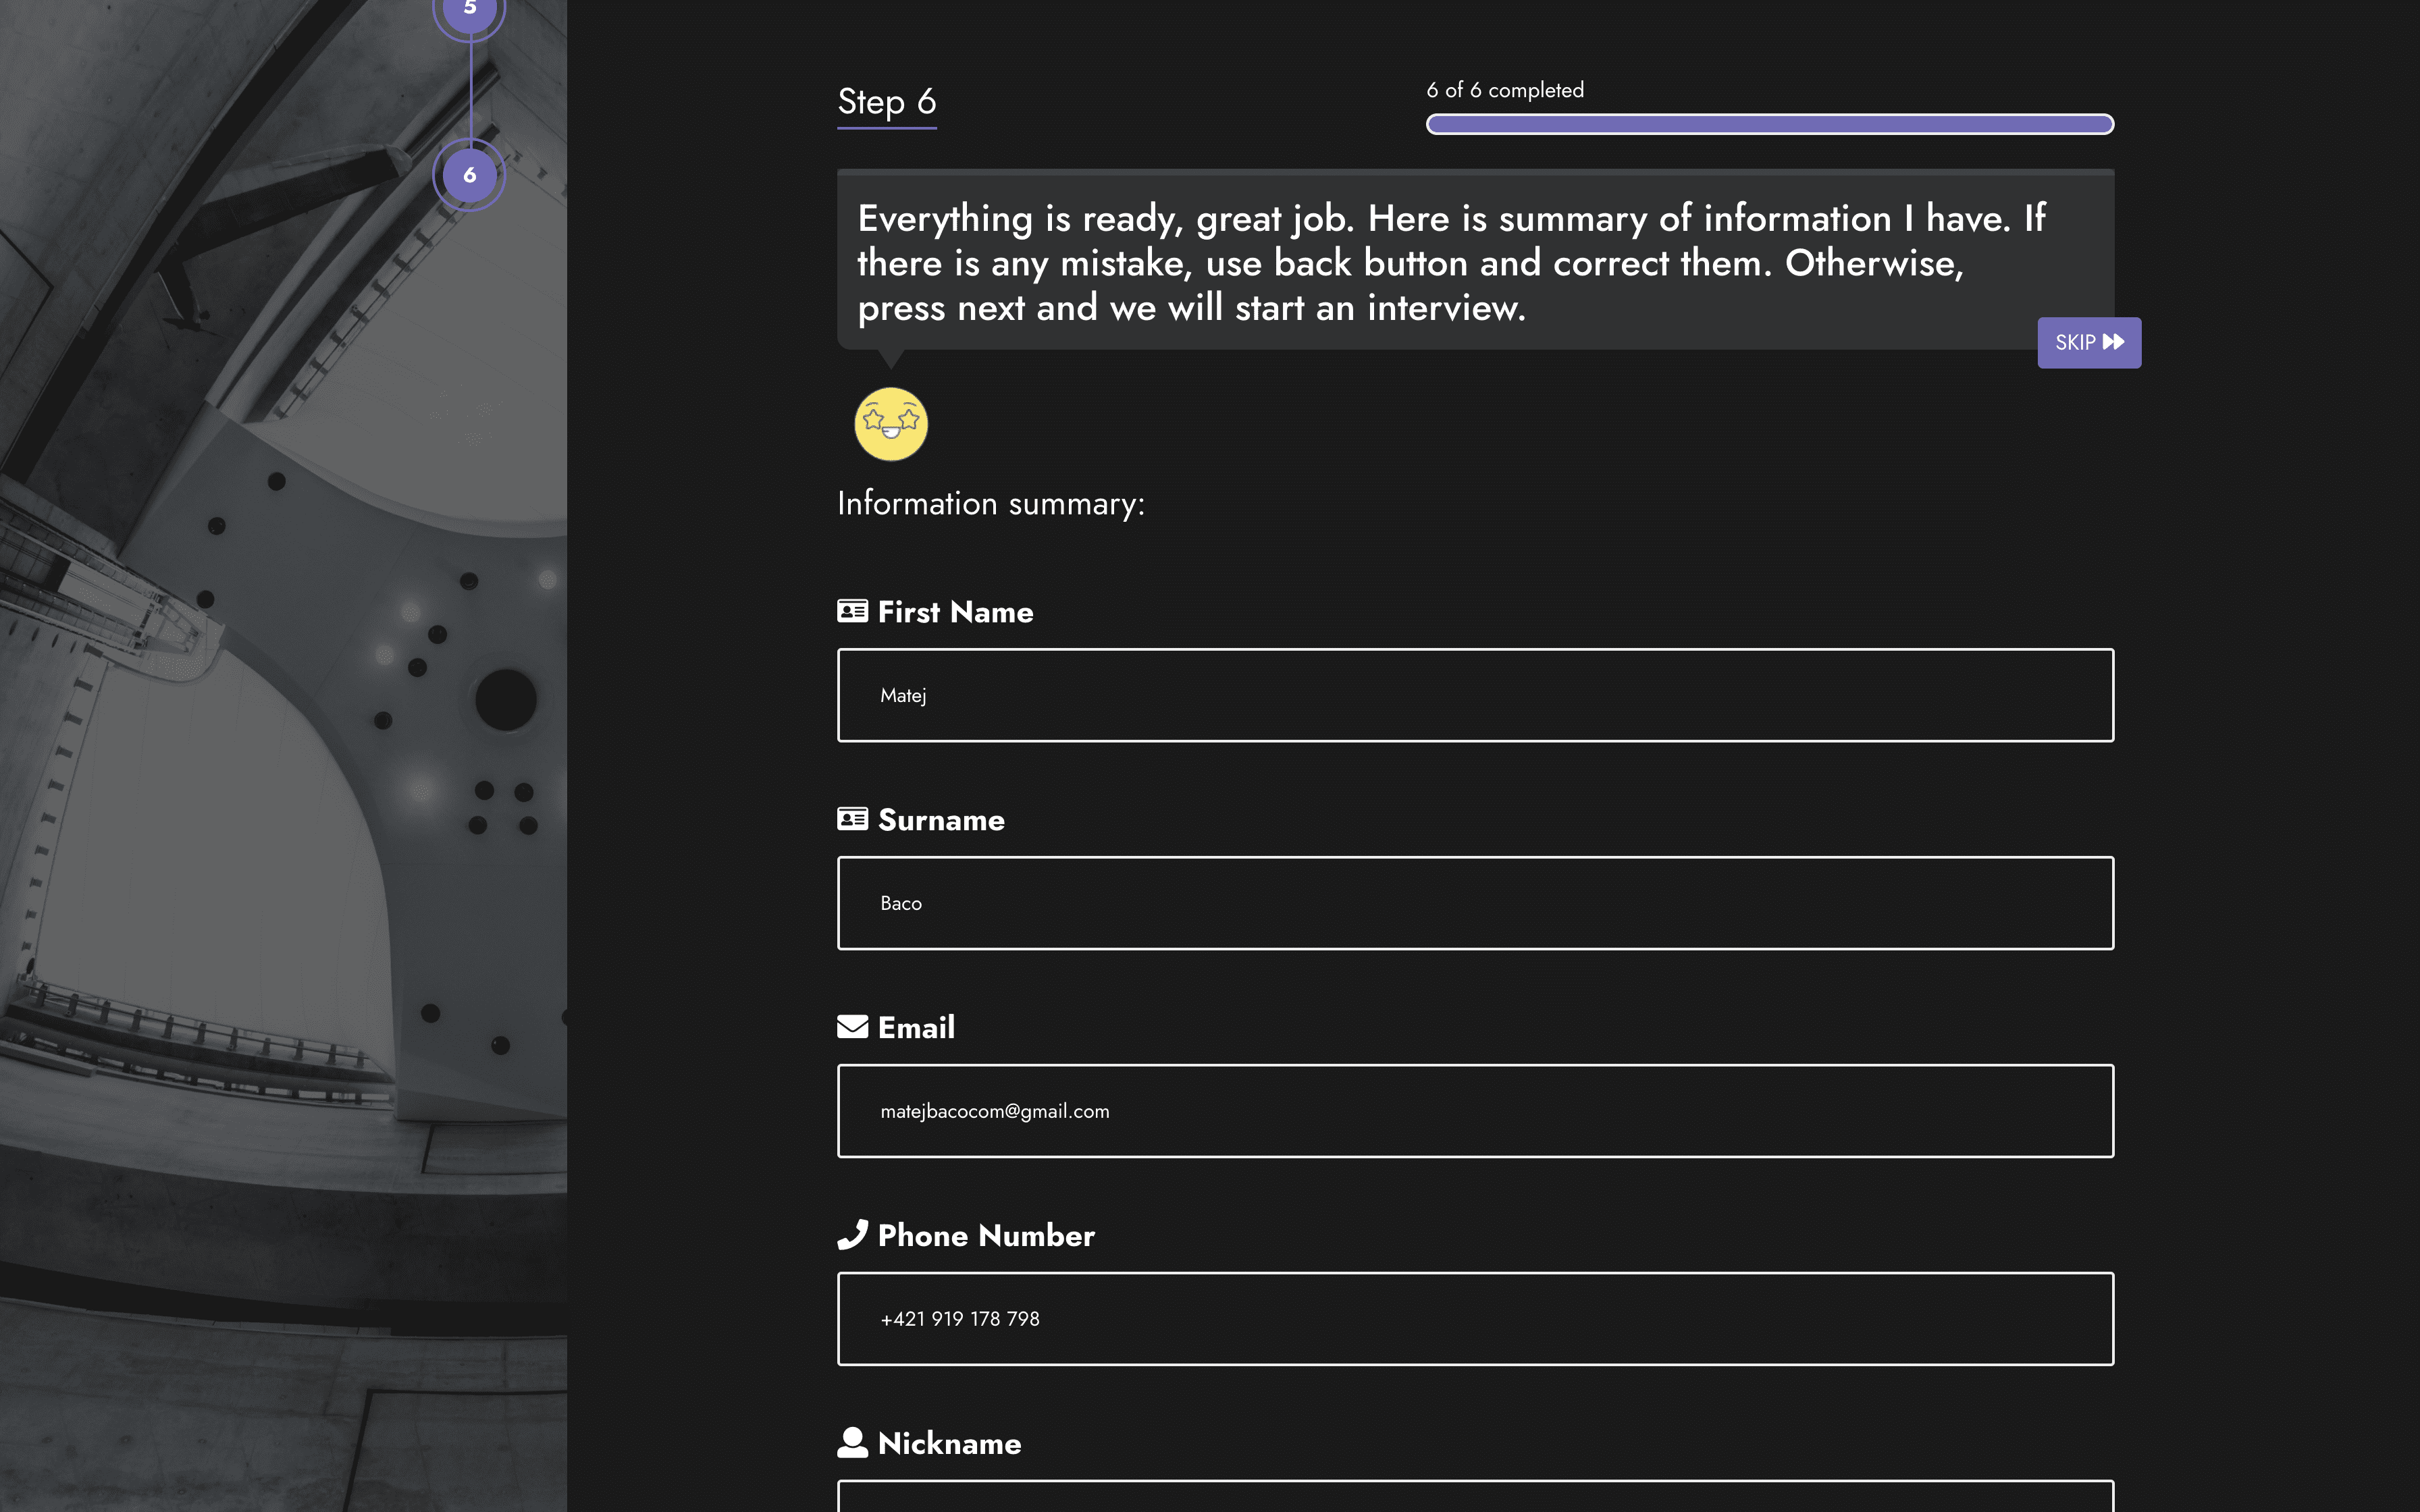 5
6
Step 6
6 of 6 completed
Everything is ready, great job. Here is summary of information I have. If
there is any mistake, use back button and correct them. Otherwise,
press next and we will start an interview.
SKIP
Information summary:
First Name
Matej
Surname
Baco
Email
matejbacocom@gmail.com
Phone Number
+421 919 178 798
Nickname